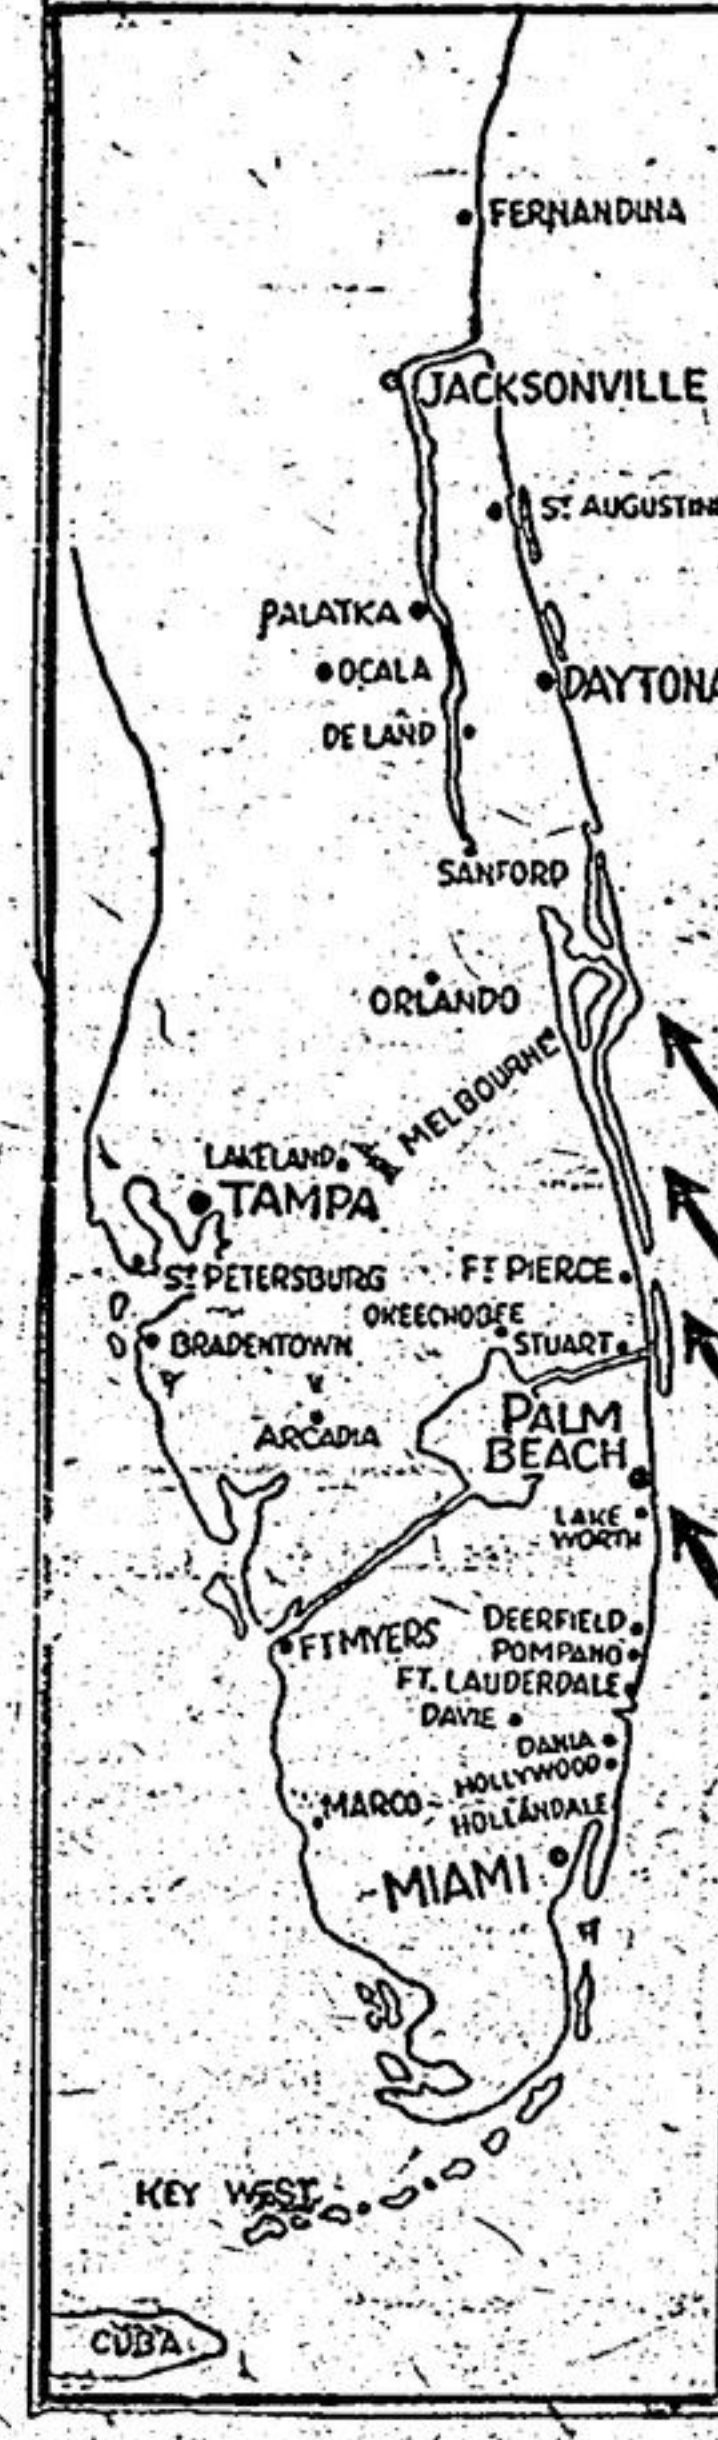 FERNANDINA
JACKSONVILLE
ST. AUGUSTINE
PALATKA
OCALA
DAYTONA
DE LAND
SANFORD
ORLANDO
MELBOURNE
LAKELAND
TAMPA
ST. PETERSBURG
FT. PIERCE
OKEECHOBEE
BRADENTOWN
STUART
ARCADIA
PALM
BEACH
LAKE
WORTH
DEERFIELD
FT MYERS
POMPANO
FT. LAUDERDALE
DAVIE
DANIA
HOLLYWOOD
MARCO
HOLLANDALE
MIAMI
KEY WEST
CUBA